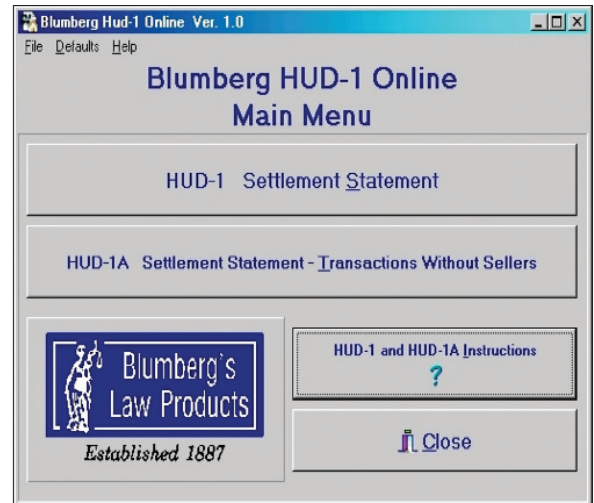 Blumberg Hud-1 Online Ver. 1.0
File Defaults Help
Blumberg HUD-1 Online
Main Menu
HUD-1 Settlement Statement
HUD-1A Settlement Statement - Transactions Without Sellers
Blumberg's
Law Products
Established 1887
HUD-1 and HUD-1A Instructions
?
Close